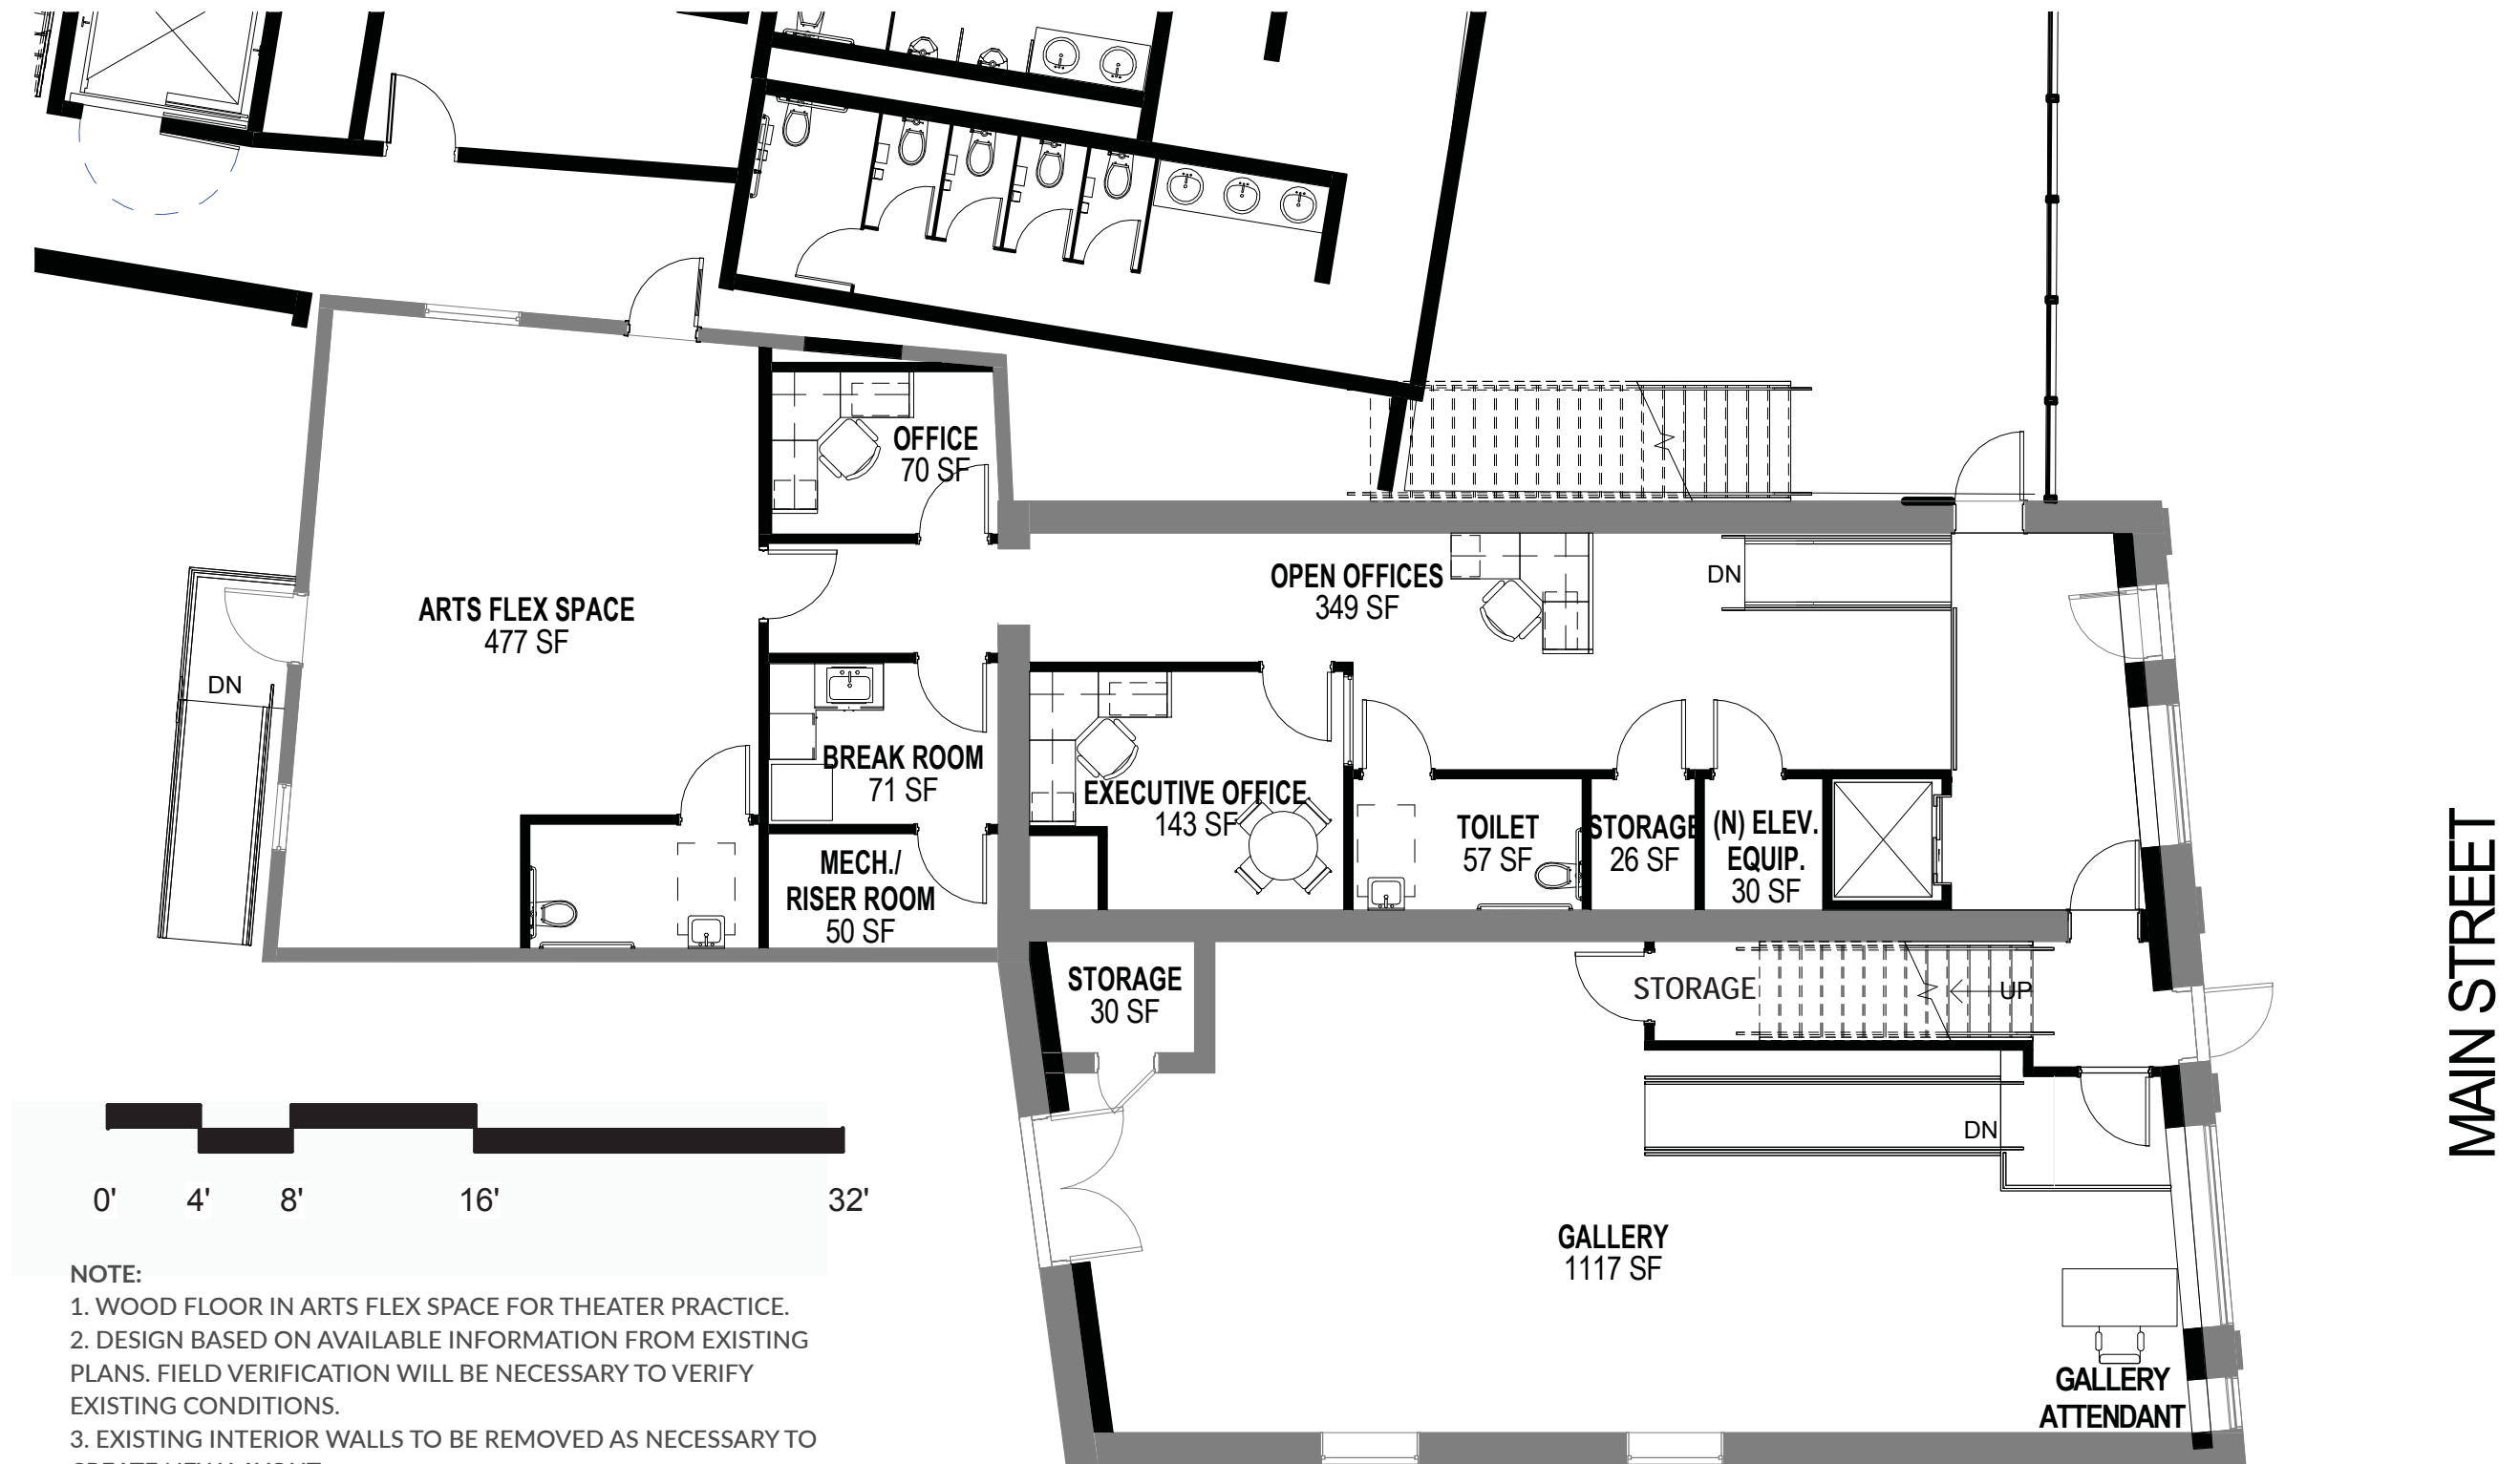 OFFICE
70 SF
OPEN OFFICES
349 SF
DN
ARTS FLEX SPACE
477 SF
DN
BREAK ROOM
71 SF
EXECUTIVE OFFICE
143 SF
TOILET
57 SF
STORAGE
26 SF
(N) ELEV.
EQUIP.
30 SF
MECH./
RISER ROOM
50 SF
STORAGE
30 SF
STORAGE
UP
DN
MAIN STREET
0' 4' 8' 16' 32'
GALLERY
1117 SF
GALLERY
ATTENDANT
NOTE:
1. WOOD FLOOR IN ARTS FLEX SPACE FOR THEATER PRACTICE.
2. DESIGN BASED ON AVAILABLE INFORMATION FROM EXISTING
PLANS. FIELD VERIFICATION WILL BE NECESSARY TO VERIFY
EXISTING CONDITIONS.
3. EXISTING INTERIOR WALLS TO BE REMOVED AS NECESSARY TO